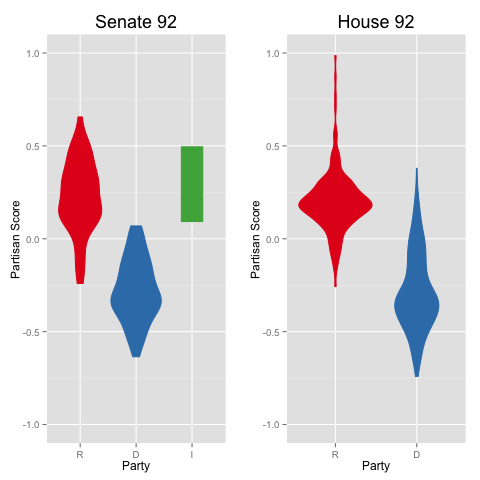 Senate 92
1.0
0.5
0.0
-0.5
-1.0
Partisan Score
R D I
Party
House 92
1.0
0.5
0.0
-0.5
-1.0
Partisan Score
R D
Party